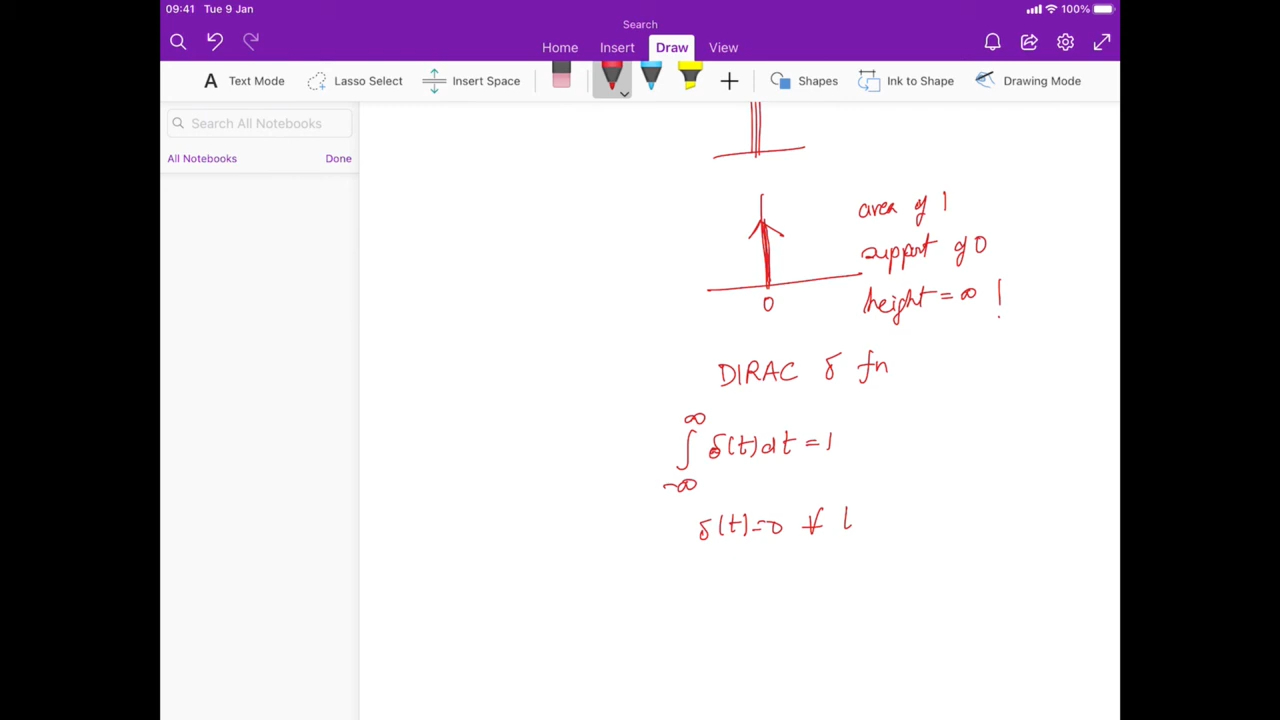 09:41 Tue 9 Jan
100%
Search
Home Insert Draw View
Text Mode Lasso Select Insert Space Shapes Ink to Shape Drawing Mode
Search All Notebooks
All Notebooks Done
area of 1
support of 0
height = ∞ !
0
DIRAC δ fn
∫_{-∞}^{∞} δ(t)dt = 1
δ(t)=0 ∀ l